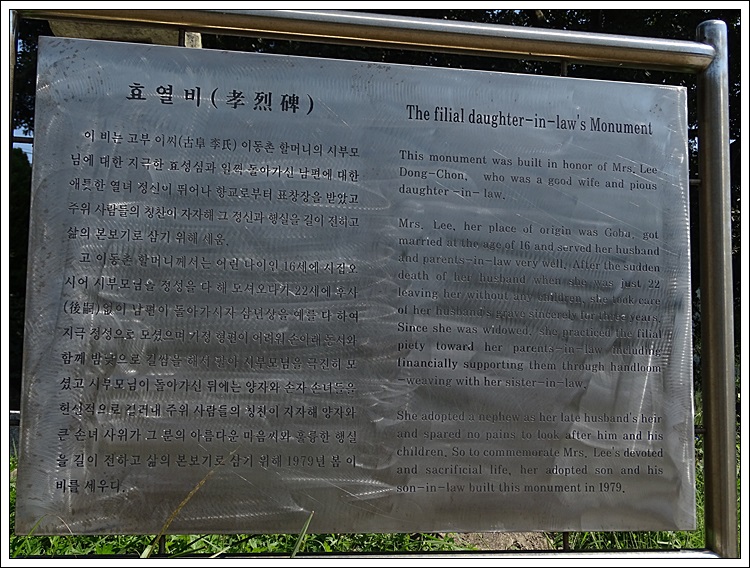 효열비(孝烈碑)
이 비는 고부 이씨(古阜 李氏) 이동촌 할머니의 시부모
님에 대한 지극한 효성심과 일찍 돌아가신 남편에 대한
애틋한 열녀 정신이 뛰어나 향교로부터 표창장을 받았고
주위 사람들의 칭찬이 자자해 그 정신과 행실을 길이 전하고
삶의 본보기로 삼기 위해 세움.
고 이동촌 할머니께서는 어린 나이인 16세에 시집오
시어 시부모님을 정성을 다 해 모셔오다가 22세에 후사
(後嗣)없이 남편이 돌아가시자 삼년상을 예를 다 하여
지극 정성으로 모셨으며 가정 형편이 어려워 손아래 동서와
함께 밤낮으로 길쌈을 해서 팔아 시부모님을 극진히 모
셨고 시부모님이 돌아가신 뒤에는 양자와 손자 손녀들을
헌신적으로 길러내 주위 사람들의 칭찬이 자자해 양자와
큰 손녀 사위가 그 분의 아름다운 마음씨와 훌륭한 행실
을 길이 전하고 삶의 본보기로 삼기 위해 1979년 봄 이
비를 세우다.
The filial daughter-in-law's Monument
This monument was built in honor of Mrs. Lee
Dong-Chon, who was a good wife and pious
daughter -in- law.
Mrs. Lee, her place of origin was Goba, got
married at the age of 16 and served her husband
and parents-in-law very well. After the sudden
death of her husband when she was just 22
leaving her without any children, she took care
of her husband's grave sincerely for three years.
Since she was widowed, she practiced the filial
piety toward her parents-in-law including
financially supporting them through handloom
-weaving with her sister-in-law.
She adopted a nephew as her late husband's heir
and spared no pains to look after him and his
children. So to commemorate Mrs. Lee's devoted
and sacrificial life, her adopted son and his
son-in-law built this monument in 1979.